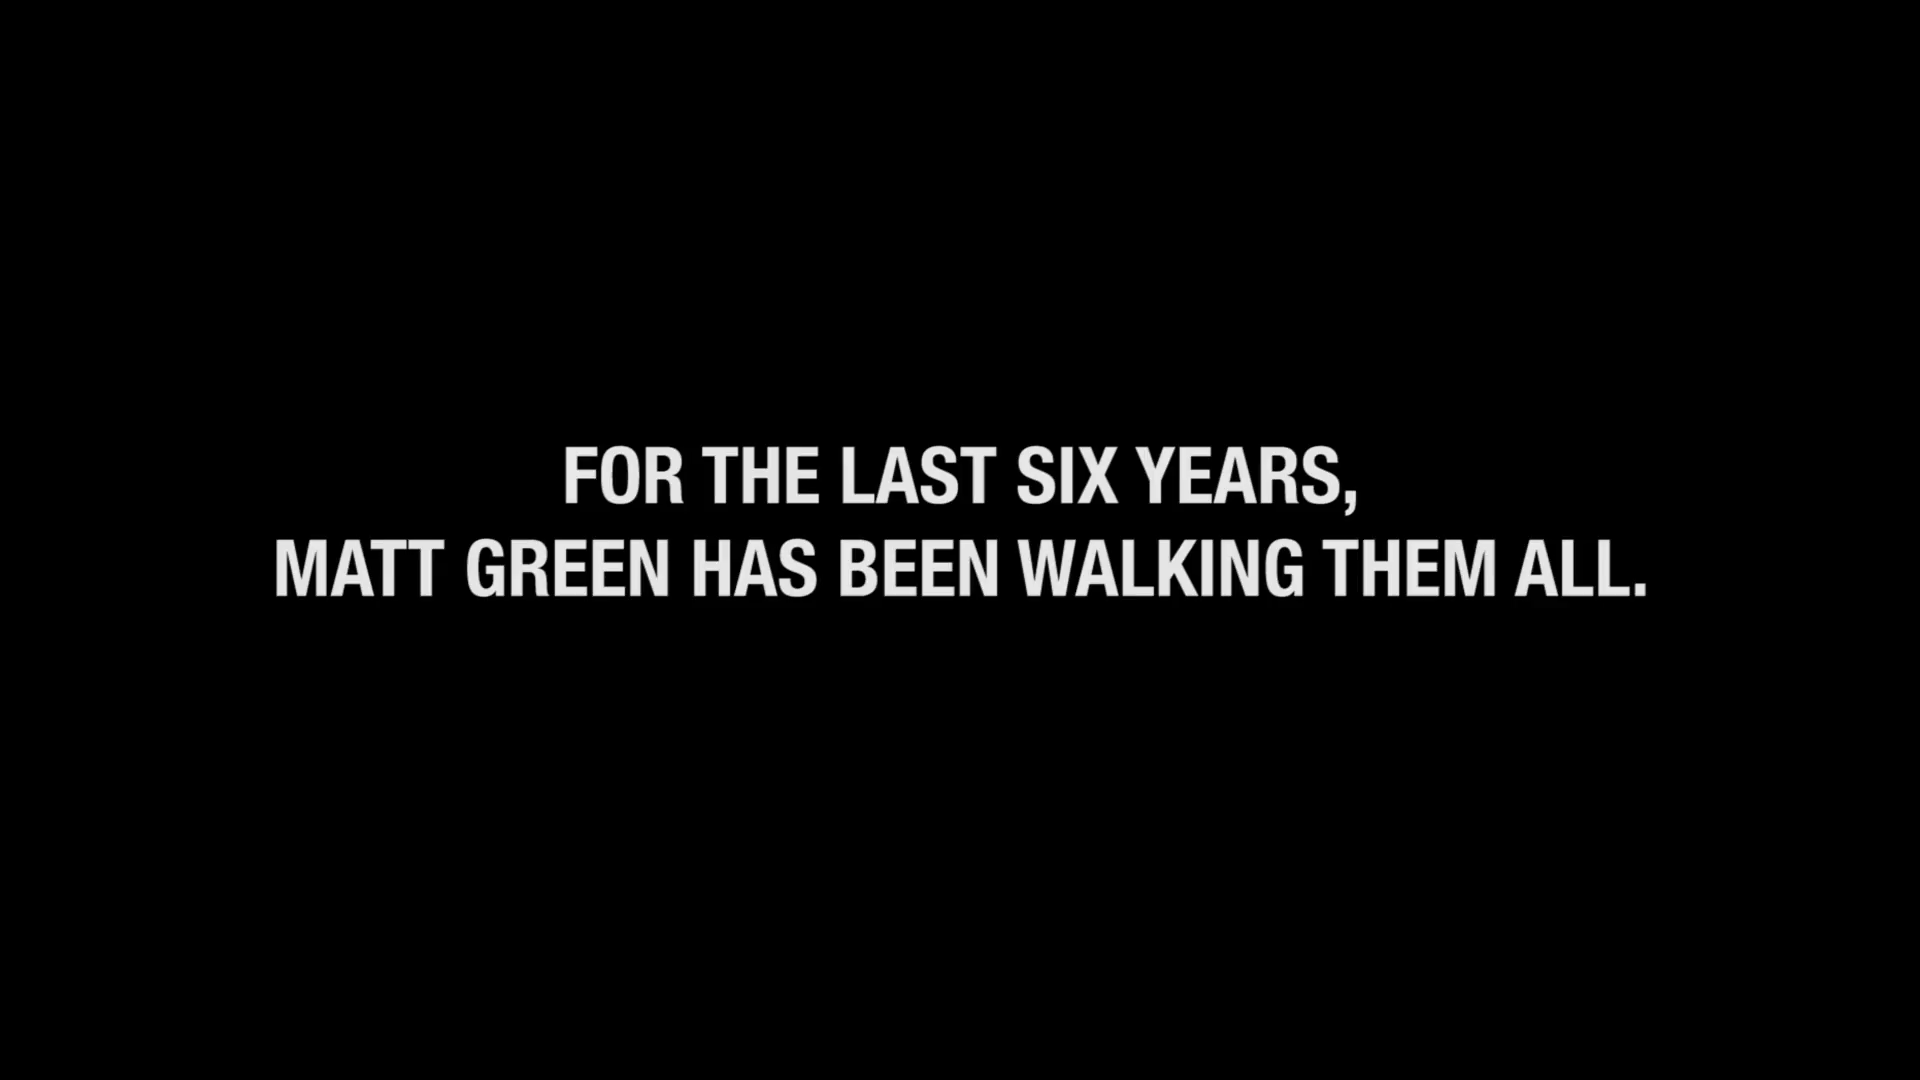 FOR THE LAST SIX YEARS,
MATT GREEN HAS BEEN WALKING THEM ALL.